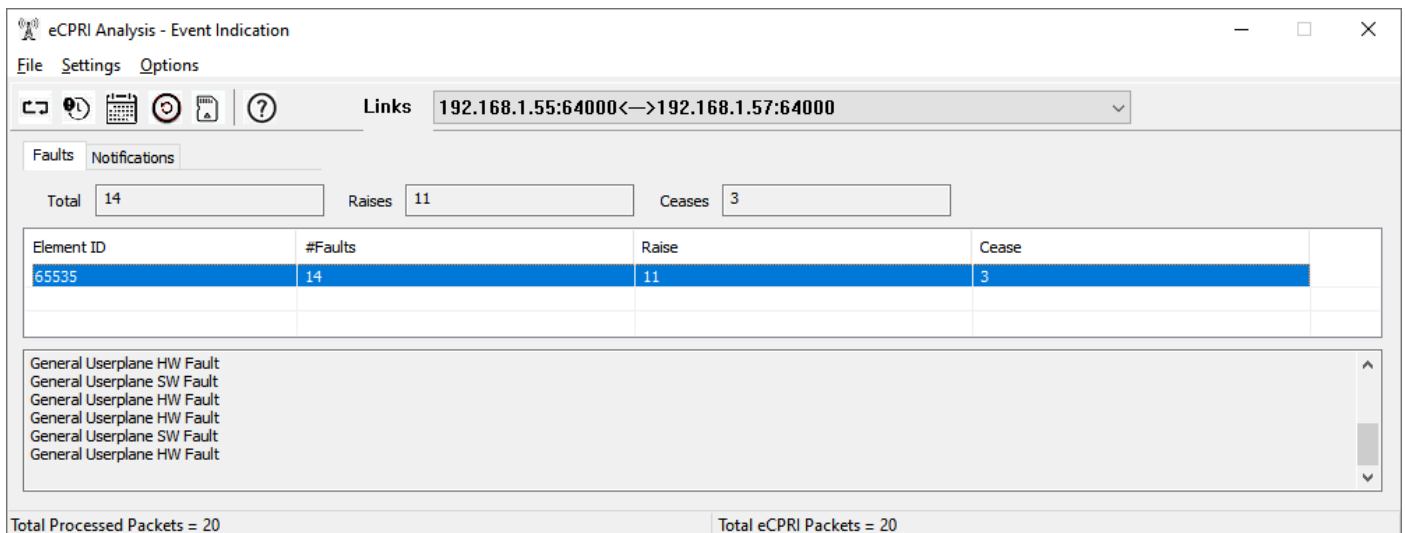 eCPRI Analysis - Event Indication
File Settings Options
Links 192.168.1.55:64000<—>192.168.1.57:64000
Faults Notifications
Total 14 Raises 11 Ceases 3
Element ID #Faults Raise Cease
65535 14 11 3
General Userplane HW Fault
General Userplane SW Fault
General Userplane HW Fault
General Userplane HW Fault
General Userplane SW Fault
General Userplane HW Fault
Total Processed Packets = 20 Total eCPRI Packets = 20